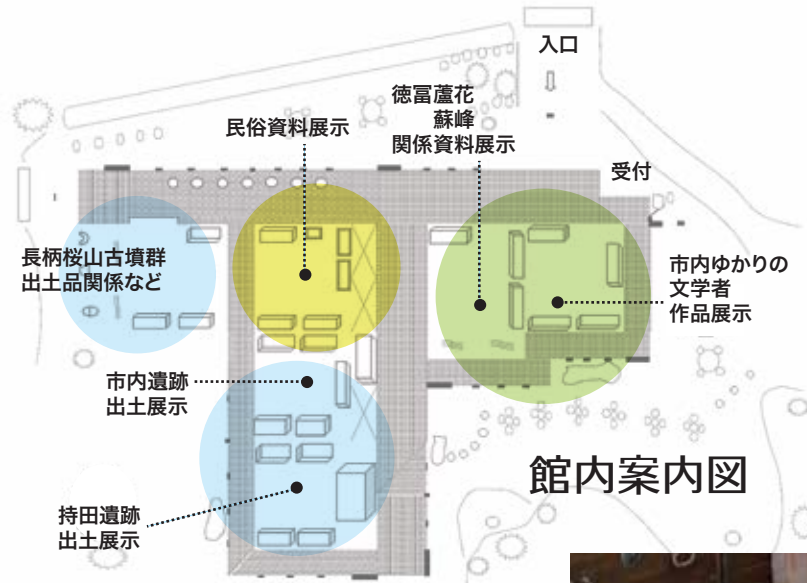 入口
徳冨蘆花
蘇峰
関係資料展示
民俗資料展示
受付
長柄桜山古墳群
出土品関係など
市内ゆかりの
文学者
作品展示
市内遺跡
出土展示
館内案内図
持田遺跡
出土展示